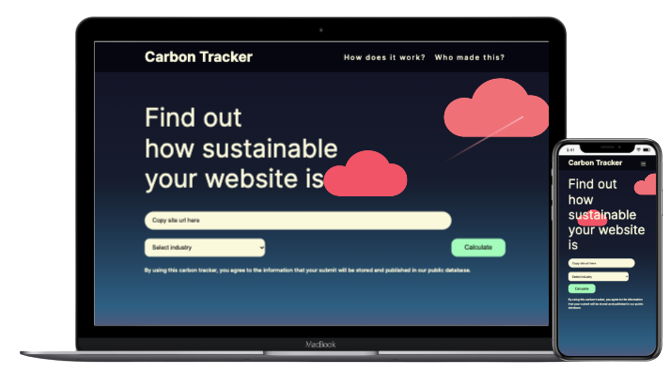 Carbon Tracker
How does it work? Who made this?
Find out
how sustainable
your website is
Copy site url here
Select industry
Calculate
By using this carbon tracker, you agree to the information that your submit will be stored and published in our public database.
MacBook
Carbon Tracker
Find out
how
sustainable
your website
is
Copy site url here
Select industry
Calculate
By using this carbon tracker, you agree to the information
that your submit will be stored and published in our public
database.